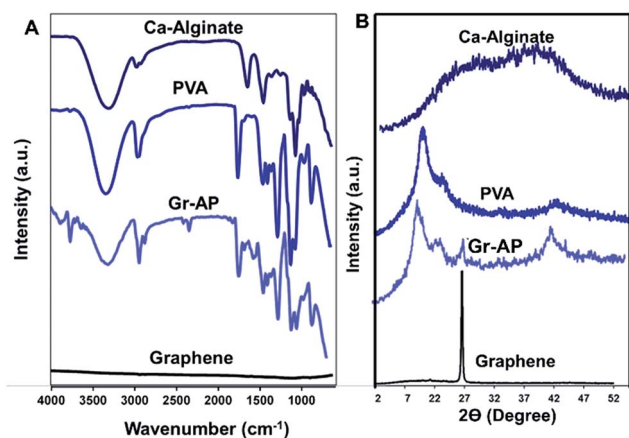 A
Ca-Alginate
PVA
Gr-AP
Graphene
Intensity (a.u.)
4000 3500 3000 2500 2000 1500 1000
Wavenumber (cm-1)
B
Ca-Alginate
PVA
Gr-AP
Graphene
Intensity (a.u.)
2 7 12 17 22 27 32 37 42 47 52
2ϴ (Degree)